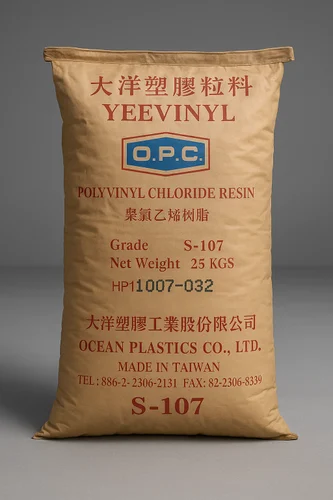 大洋塑膠粒料
YEEVINYL
O.P.C.
POLYVINYL CHLORIDE RESIN
聚氯乙烯树脂
Grade S-107
Net Weight 25 KGS
HP11007-032
大洋塑膠工業股份限公司
OCEAN PLASTICS CO., LTD.
MADE IN TAIWAN
TEL: 886-2- 2306-2131 FAX: 82-2306-8339
S-107